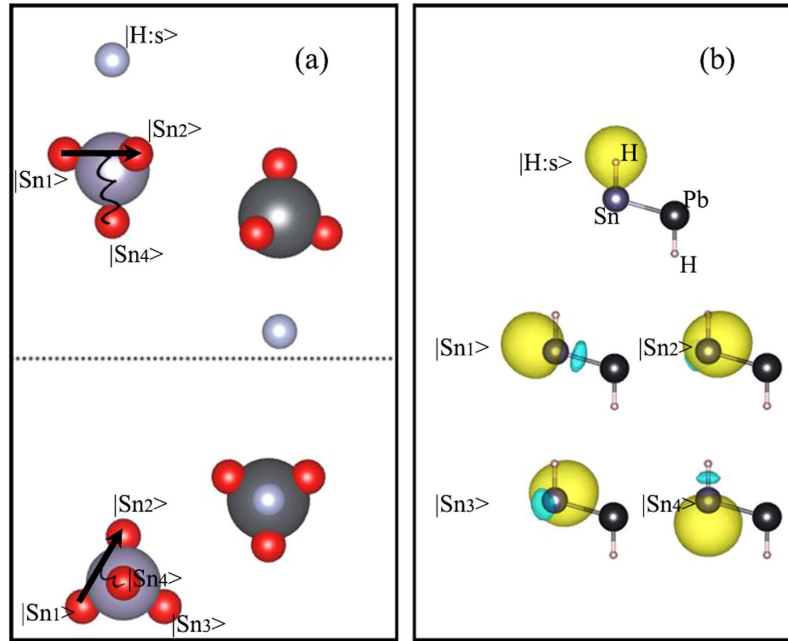 |H:s>
(a)
|Sn2>
|Sn1>
|Sn4>
|Sn2>
|Sn4>
|Sn1>
|Sn3>
(b)
|H:s>
H
Sn
Pb
H
|Sn1>
|Sn2>
|Sn3>
|Sn4>